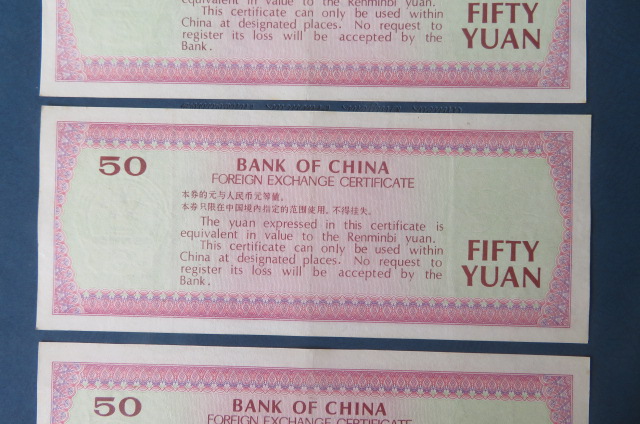 equivalent in value to the Renminbi yuan.
This certificate can only be used within
China at designated places. No request to
register its loss will be accepted by the
Bank.
FIFTY
YUAN
50
BANK OF CHINA
FOREIGN EXCHANGE CERTIFICATE
本券的元与人民币元等值。
本券只限在中国境内指定的范围使用。不得挂失。
The yuan expressed in this certificate is
equivalent in value to the Renminbi yuan.
This certificate can only be used within
China at designated places. No request to
register its loss will be accepted by the
Bank.
FIFTY
YUAN
50
BANK OF CHINA
FOREIGN EXCHANGE CERTIFICATE